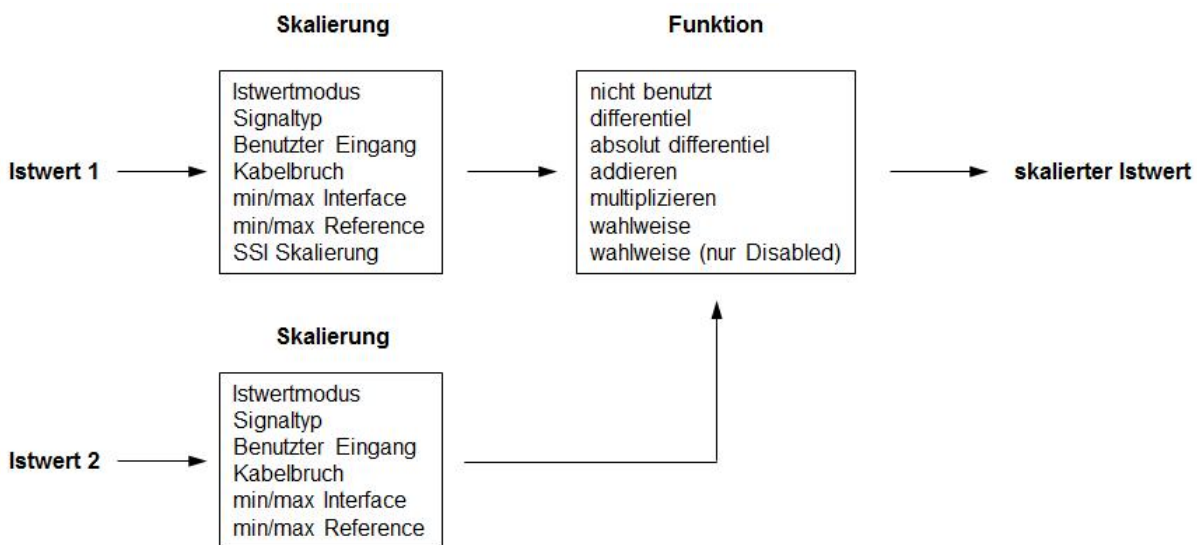 Skalierung
Funktion
Istwert 1
Istwertmodus
Signaltyp
Benutzter Eingang
Kabelbruch
min/max Interface
min/max Reference
SSI Skalierung
nicht benutzt
differentiel
absolut differentiel
addieren
multiplizieren
wahlweise
wahlweise (nur Disabled)
skalierter Istwert
Skalierung
Istwert 2
Istwertmodus
Signaltyp
Benutzter Eingang
Kabelbruch
min/max Interface
min/max Reference